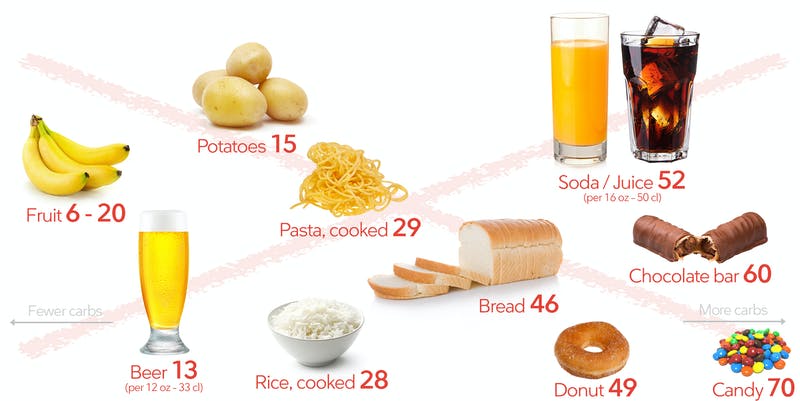 Potatoes 15
Soda / Juice 52
(per 16 oz - 50 cl)
Fruit 6 - 20
Pasta, cooked 29
Chocolate bar 60
Bread 46
Fewer carbs
More carbs
Beer 13
(per 12 oz - 33 cl)
Rice, cooked 28
Donut 49
Candy 70